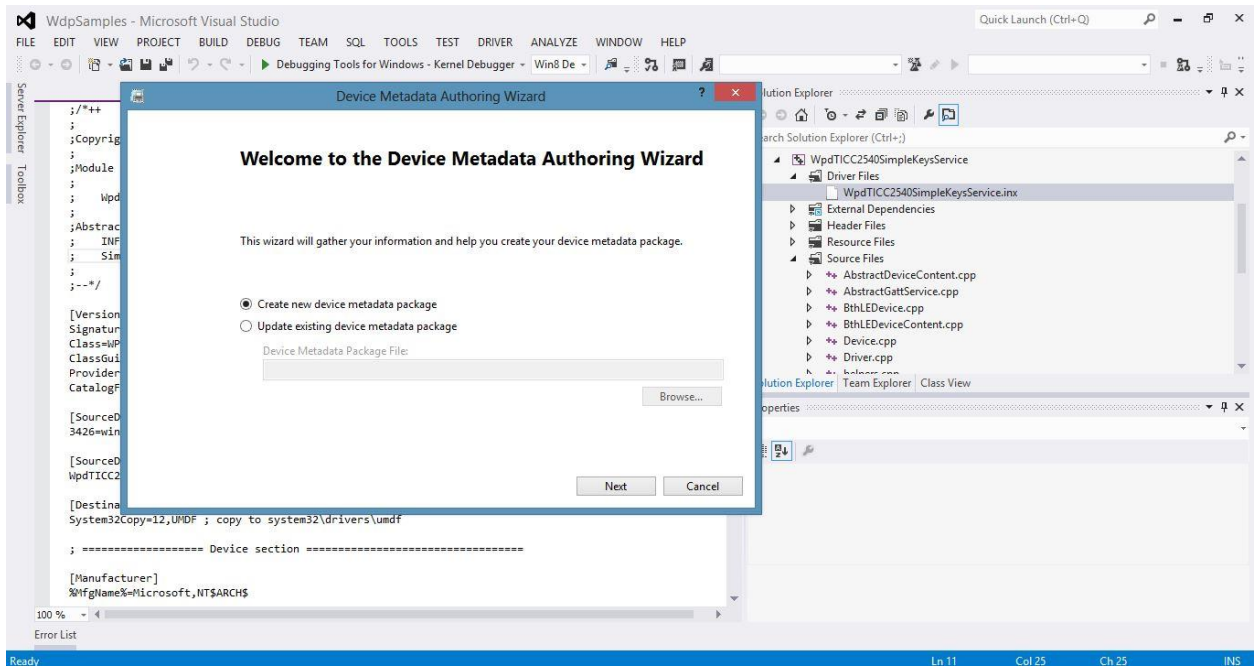 WdpSamples - Microsoft Visual Studio
Quick Launch (Ctrl+Q)
FILE EDIT VIEW PROJECT BUILD DEBUG TEAM SQL TOOLS TEST DRIVER ANALYZE WINDOW HELP
Debugging Tools for Windows - Kernel Debugger Win8 De
Server Explorer
Toolbox
;/*++
;
;Copyrig
;
;Module
;
; Wpd
;
;Abstrac
; INF
; Sim
;
;--*/
[Version
Signatur
Class=WP
ClassGui
Provider
CatalogF
[SourceD
3426=win
[SourceD
WpdTICC2
[Destina
System32Copy=12,UMDF ; copy to system32\drivers\umdf
; =================== Device section ==================================
[Manufacturer]
%MfgName%=Microsoft,NT$ARCH$
100 %
Error List
Device Metadata Authoring Wizard
Welcome to the Device Metadata Authoring Wizard
This wizard will gather your information and help you create your device metadata package.
Create new device metadata package
Update existing device metadata package
Device Metadata Package File:
Browse...
Next Cancel
lution Explorer
arch Solution Explorer (Ctrl+;)
WpdTICC2540SimpleKeysService
Driver Files
WpdTICC2540SimpleKeysService.inx
External Dependencies
Header Files
Resource Files
Source Files
AbstractDeviceContent.cpp
AbstractGattService.cpp
BthLEDevice.cpp
BthLEDeviceContent.cpp
Device.cpp
Driver.cpp
helpers.cpp
lution Explorer Team Explorer Class View
operties
Ready Ln 11 Col 25 Ch 25 INS